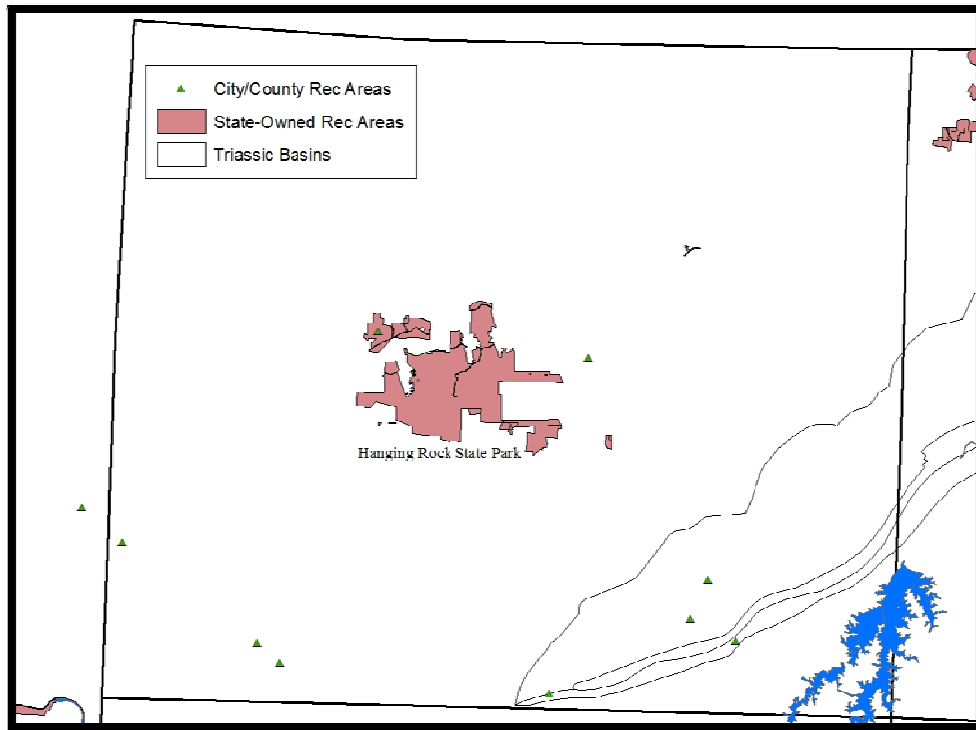 City/County Rec Areas
State-Owned Rec Areas
Triassic Basins
Hanging Rock State Park